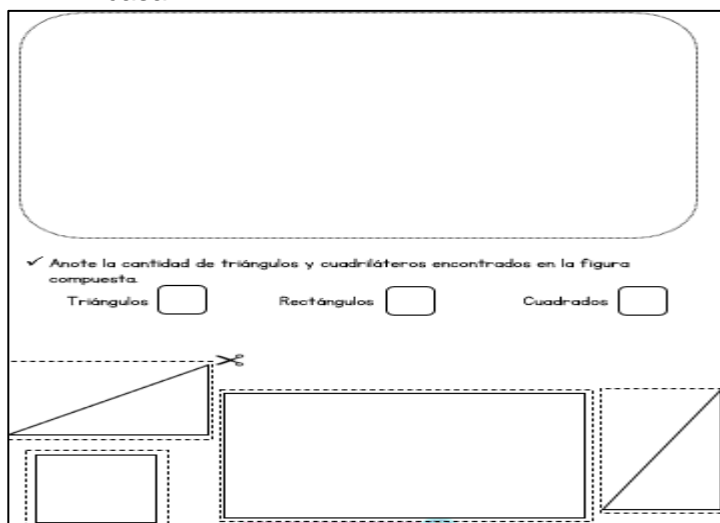 ✓ Anote la cantidad de triángulos y cuadriláteros encontrados en la figura
compuesta.
Triángulos Rectángulos Cuadrados